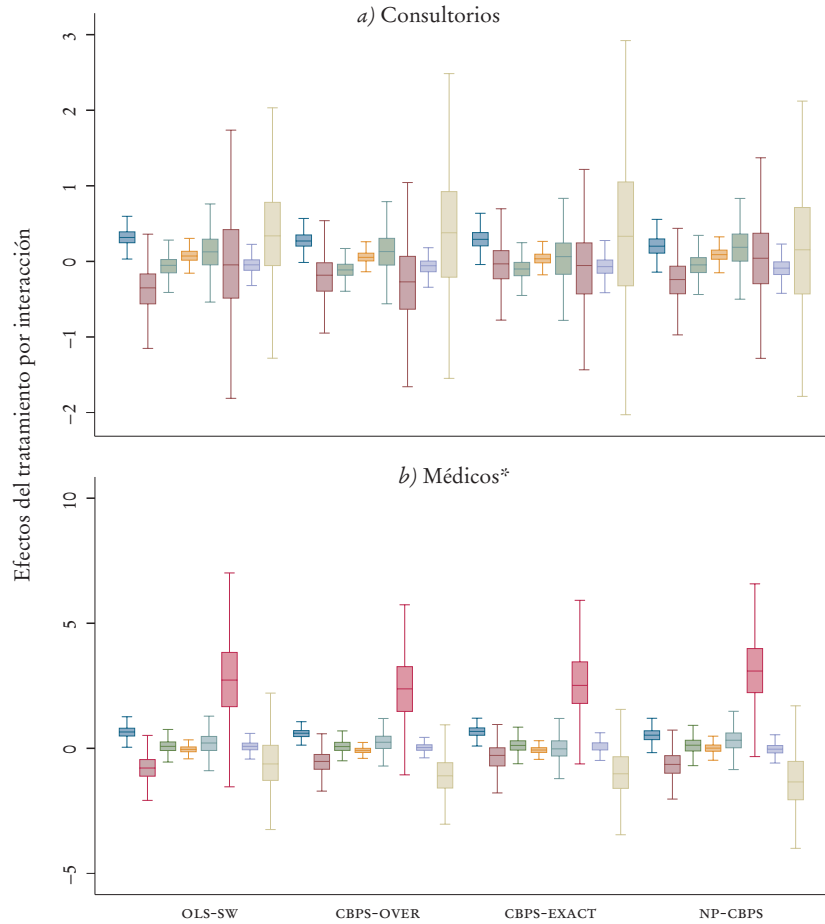 a) Consultorios
3
2
1
0
−1
−2
Efectos del tratamiento por interacción
b) Médicos*
10
5
0
−5
OLS-SW CBPS-OVER CBPS-EXACT NP-CBPS